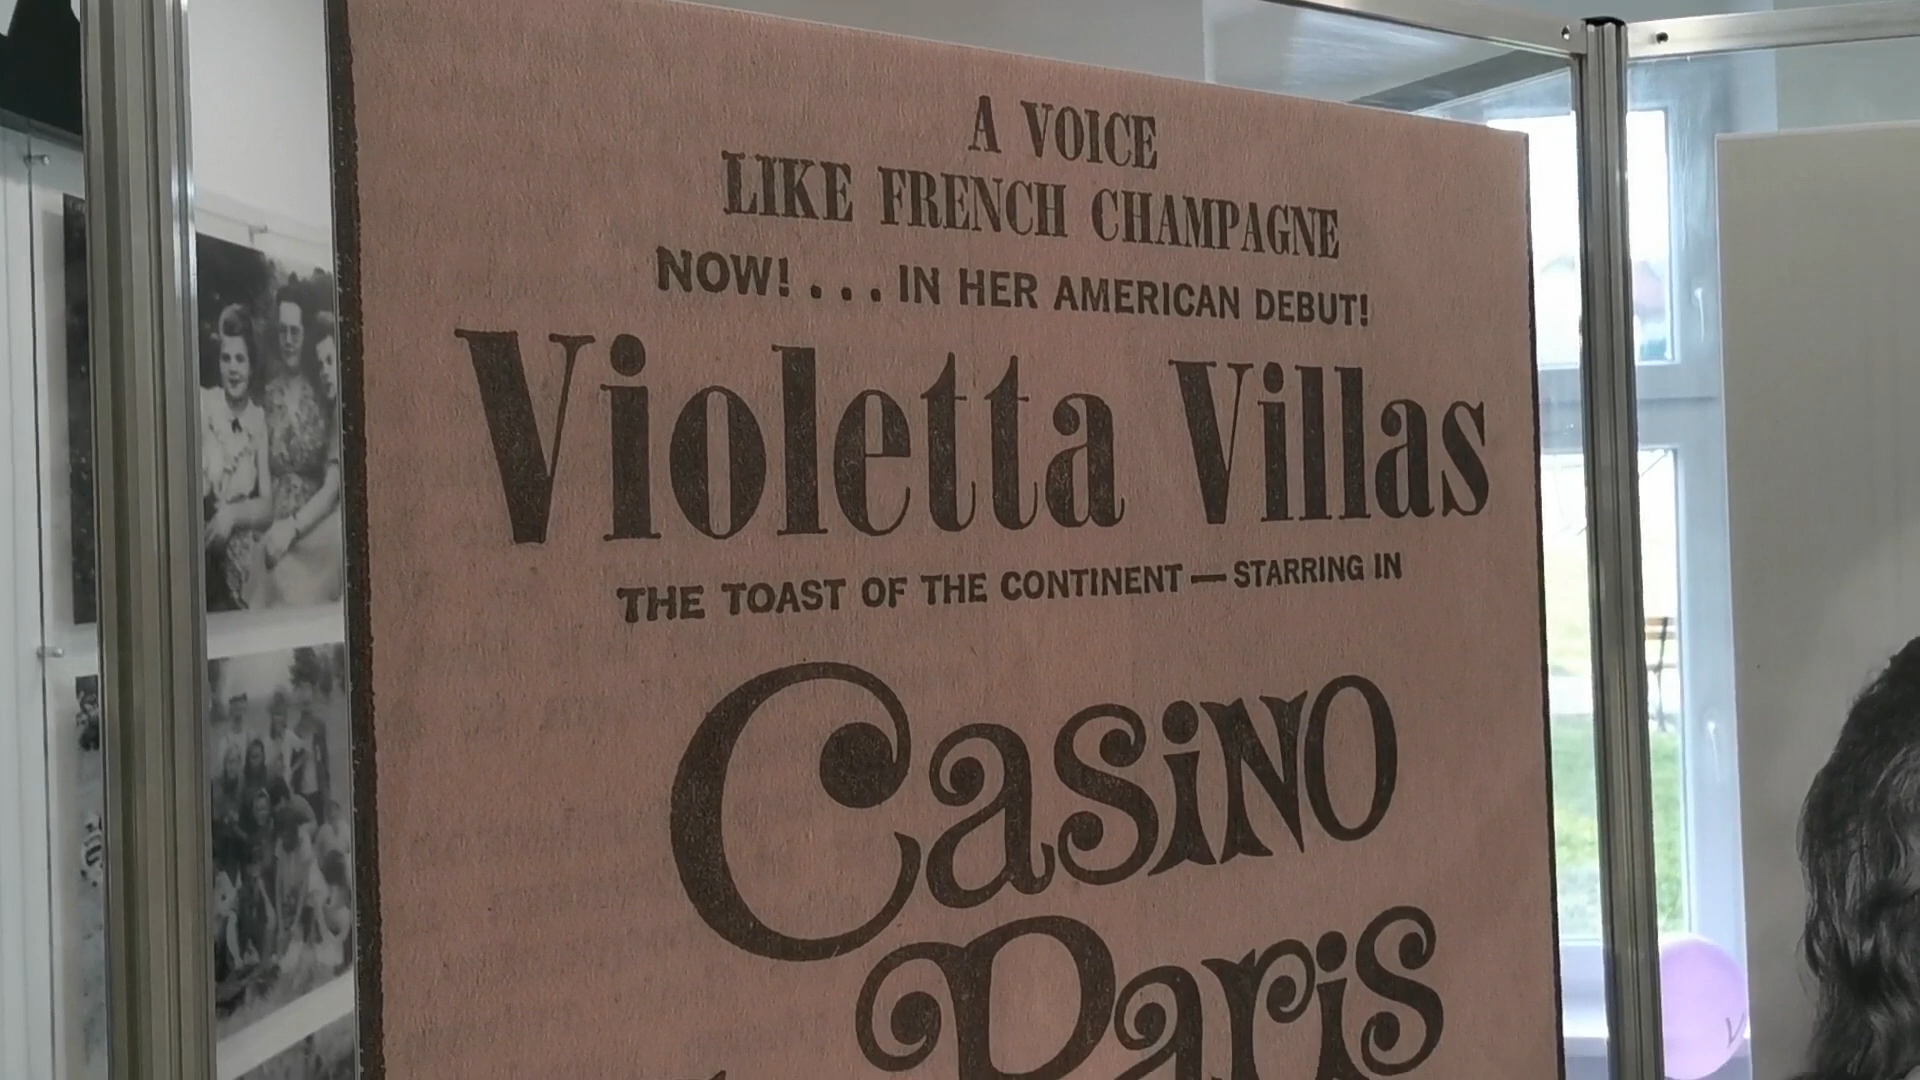 A VOICE
LIKE FRENCH CHAMPAGNE
NOW!...IN HER AMERICAN DEBUT!
Violetta Villas
THE TOAST OF THE CONTINENT—STARRING IN
Casino
Paris